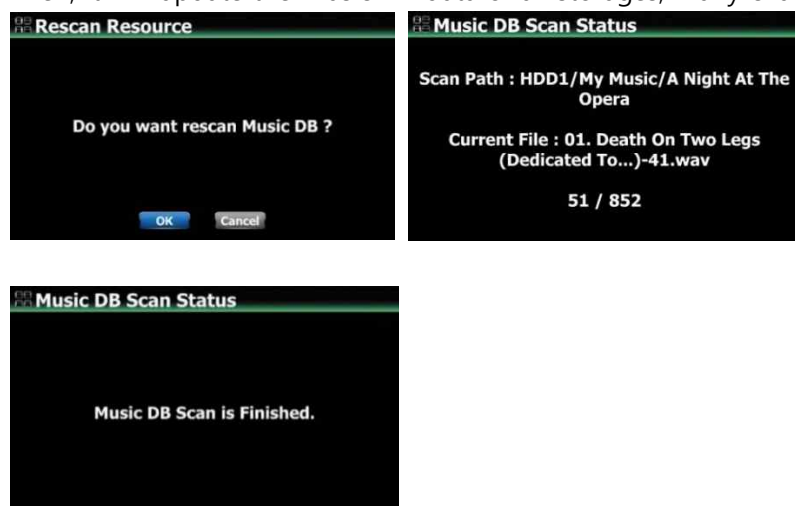 Rescan Resource
Do you want rescan Music DB ?
OK Cancel
Music DB Scan Status
Scan Path : HDD1/My Music/A Night At The
Opera
Current File : 01. Death On Two Legs
(Dedicated To...)-41.wav
51 / 852
Music DB Scan Status
Music DB Scan is Finished.